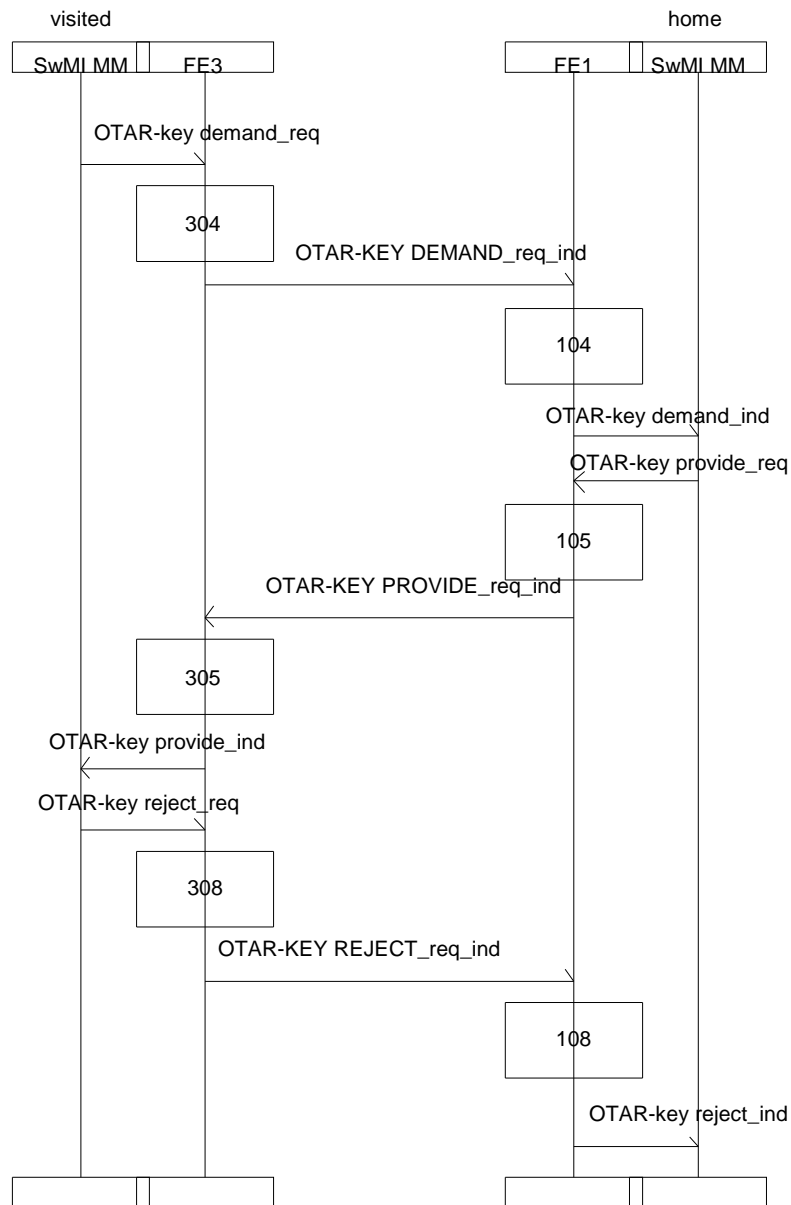 visited home
SwMI MM FE3 FE1 SwMI MM
OTAR-key demand_req
304
OTAR-KEY DEMAND_req_ind
104
OTAR-key demand_ind
OTAR-key provide_req
105
OTAR-KEY PROVIDE_req_ind
305
OTAR-key provide_ind
OTAR-key reject_req
308
OTAR-KEY REJECT_req_ind
108
OTAR-key reject_ind